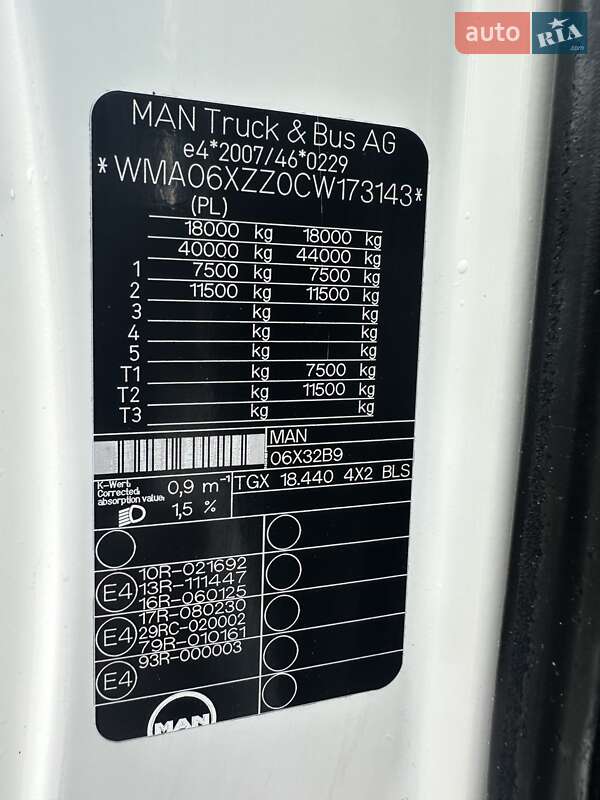 auto RIA .com
MAN Truck & Bus AG
e4*2007/46*0229
*WMA06XZZ0CW173143*
(PL)
18000 kg 18000 kg
40000 kg 44000 kg
1 7500 kg 7500 kg
2 11500 kg 11500 kg
3 kg kg
4 kg kg
5 kg kg
T1 kg 7500 kg
T2 kg 11500 kg
T3 kg kg
MAN
06X32B9
K-Wert:
Corrected
absorption value:
0,9 m⁻¹
1,5 %
TGX 18.440 4X2 BLS
10R-021692
E4 13R-111447
16R-060125
17R-080230
E4 29RC-020002
79R-010161
93R-000003
E4
MAN